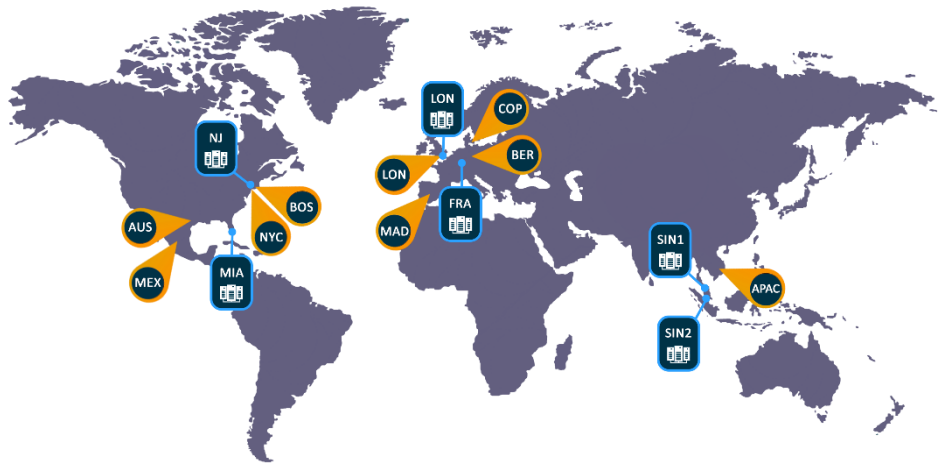 LON
COP
NJ
BER
LON
BOS
FRA
AUS
MAD
NYC
SIN1
MIA
MEX
APAC
SIN2